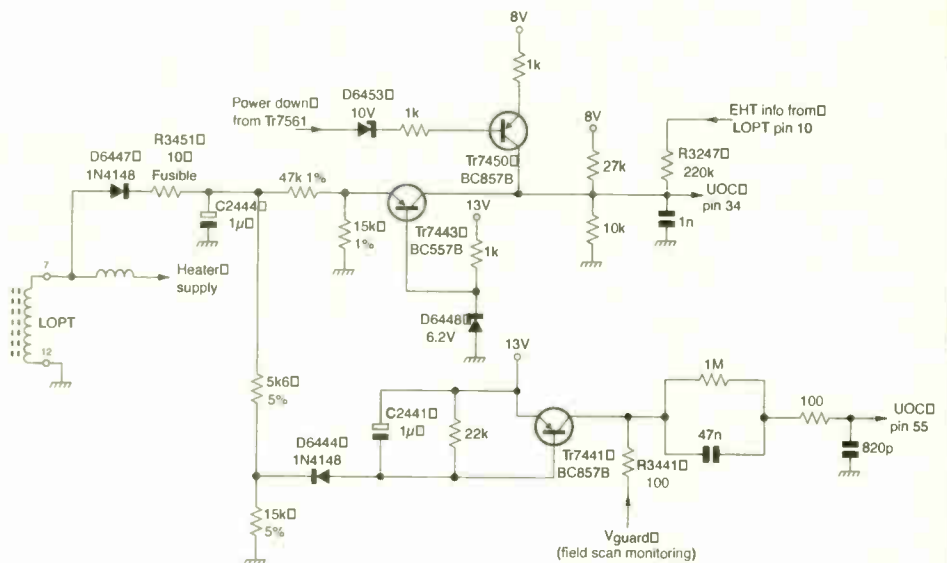 8V
1k
Power down□
from Tr7561
D6453□
10V
1k
Tr7450□
BC857B
8V
27k
10k
EHT info from□
LOPT pin 10
R3247□
220k
UOC□
pin 34
1n
D6447□
1N4148
R3451□
10□
Fusible
47k 1%
C2444□
1µ□
15k□
1%
Tr7443□
BC557B
13V
1k
D6448□
6.2V
7
Heater□
supply
LOPT
12
5k6□
5%
15k□
5%
D6444□
1N4148
C2441□
1µ□
22k
13V
Tr7441□
BC857B
R3441□
100
Vguard□
(field scan monitoring)
1M
47n
100
820p
UOC□
pin 55